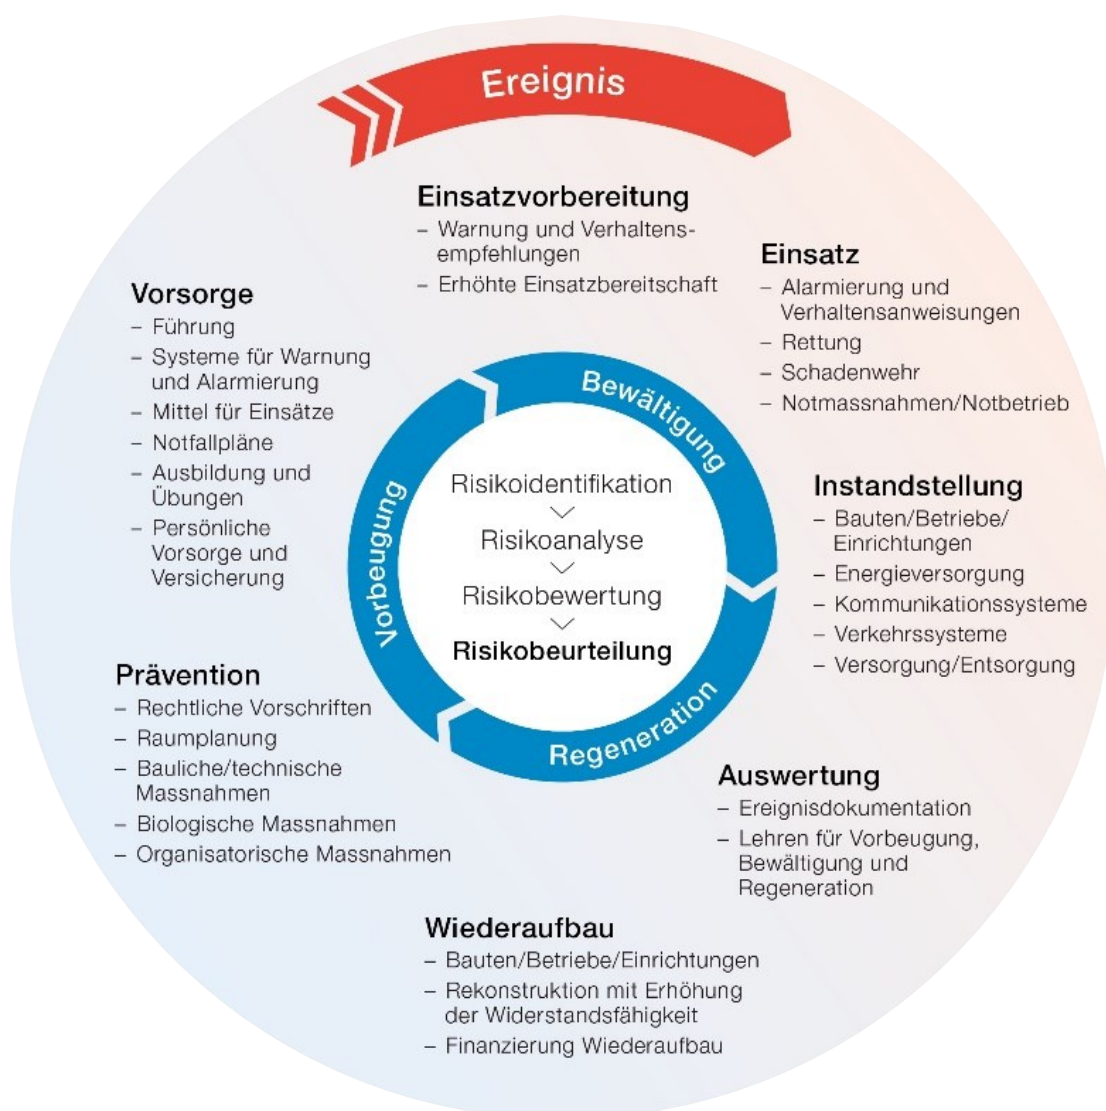 Ereignis
Einsatzvorbereitung
– Warnung und Verhaltens-
empfehlungen
– Erhöhte Einsatzbereitschaft
Einsatz
– Alarmierung und
Verhaltensanweisungen
– Rettung
– Schadenwehr
– Notmassnahmen/Notbetrieb
Instandstellung
– Bauten/Betriebe/
Einrichtungen
– Energieversorgung
– Kommunikationssysteme
– Verkehrssysteme
– Versorgung/Entsorgung
Auswertung
– Ereignisdokumentation
– Lehren für Vorbeugung,
Bewältigung und
Regeneration
Wiederaufbau
– Bauten/Betriebe/Einrichtungen
– Rekonstruktion mit Erhöhung
der Widerstandsfähigkeit
– Finanzierung Wiederaufbau
Prävention
– Rechtliche Vorschriften
– Raumplanung
– Bauliche/technische
Massnahmen
– Biologische Massnahmen
– Organisatorische Massnahmen
Vorsorge
– Führung
– Systeme für Warnung
und Alarmierung
– Mittel für Einsätze
– Notfallpläne
– Ausbildung und
Übungen
– Persönliche
Vorsorge und
Versicherung
Bewältigung
Regeneration
Vorbeugung
Risikoidentifikation
Risikoanalyse
Risikobewertung
Risikobeurteilung